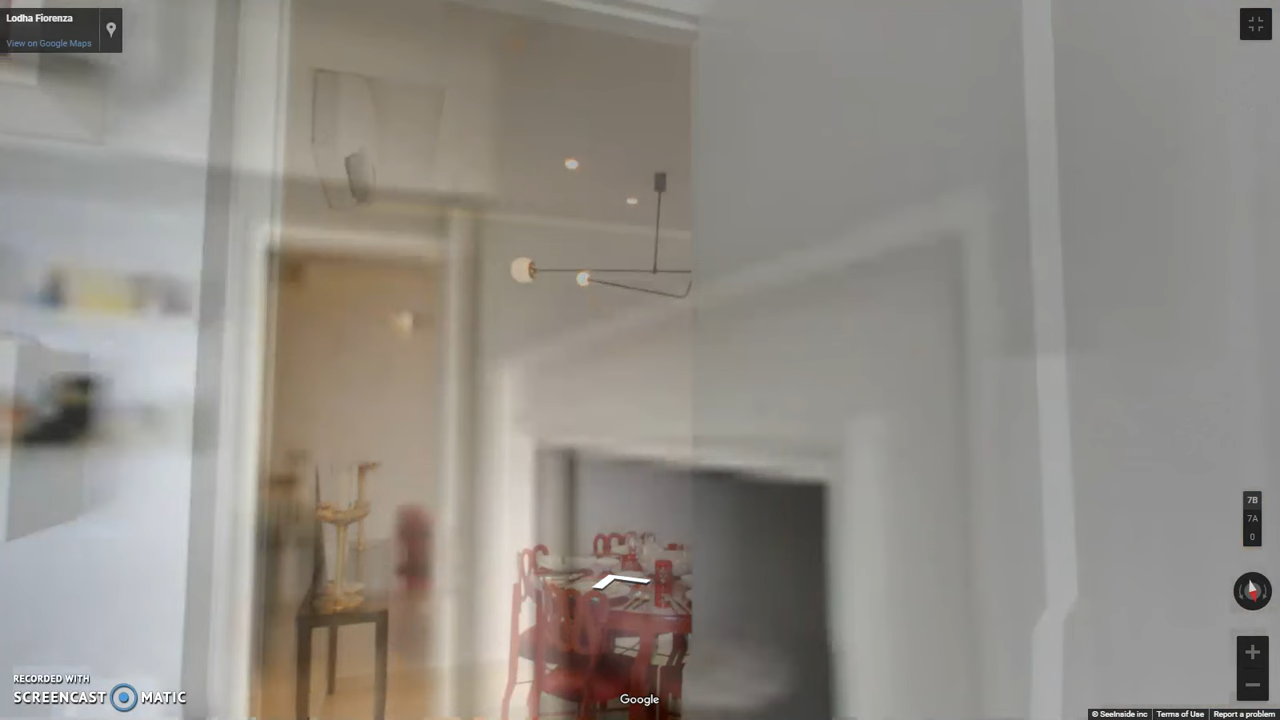 Lodha Fiorenza
View on Google Maps
7B
7A
0
RECORDED WITH
SCREENCAST MATIC
Google
© SeeInside inc
Terms of Use
Report a problem